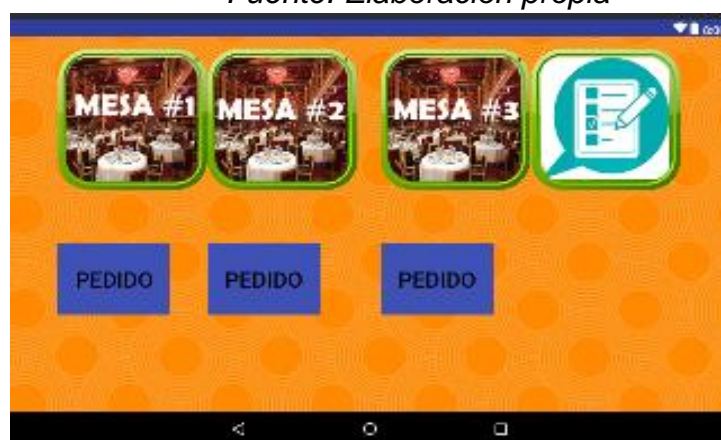 Fuente: Elaboración propia
MESA #1
MESA #2
MESA #3
PEDIDO
PEDIDO
PEDIDO